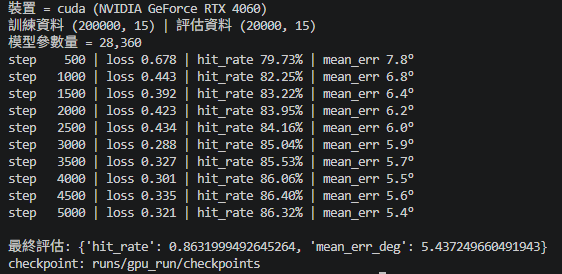 裝置 = cuda (NVIDIA GeForce RTX 4060)
訓練資料 (200000, 15) | 評估資料 (20000, 15)
模型參數量 = 28,360
step   500 | loss 0.678 | hit_rate 79.73% | mean_err 7.8°
step  1000 | loss 0.443 | hit_rate 82.25% | mean_err 6.8°
step  1500 | loss 0.392 | hit_rate 83.22% | mean_err 6.4°
step  2000 | loss 0.423 | hit_rate 83.95% | mean_err 6.2°
step  2500 | loss 0.434 | hit_rate 84.16% | mean_err 6.0°
step  3000 | loss 0.288 | hit_rate 85.04% | mean_err 5.9°
step  3500 | loss 0.327 | hit_rate 85.53% | mean_err 5.7°
step  4000 | loss 0.301 | hit_rate 86.06% | mean_err 5.5°
step  4500 | loss 0.335 | hit_rate 86.40% | mean_err 5.6°
step  5000 | loss 0.321 | hit_rate 86.32% | mean_err 5.4°
最終評估: {'hit_rate': 0.8631999492645264, 'mean_err_deg': 5.437249660491943}
checkpoint: runs/gpu_run/checkpoints